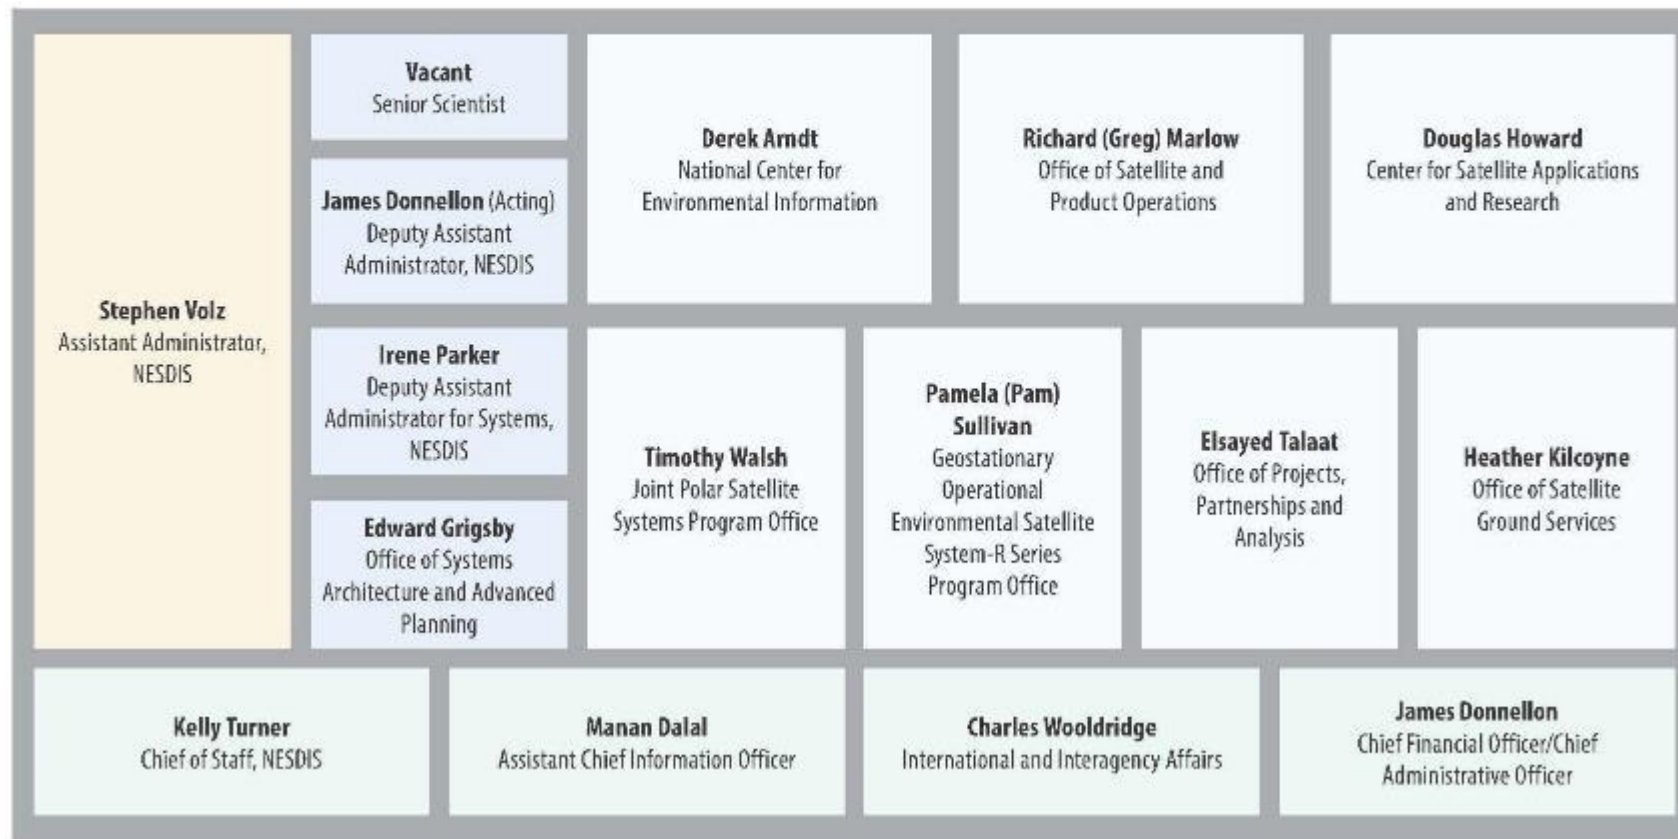 Stephen Volz
Assistant Administrator,
NESDIS
Vacant
Senior Scientist
James Donnellon (Acting)
Deputy Assistant
Administrator, NESDIS
Irene Parker
Deputy Assistant
Administrator for Systems,
NESDIS
Edward Grigsby
Office of Systems
Architecture and Advanced
Planning
Derek Arndt
National Center for
Environmental Information
Richard (Greg) Marlow
Office of Satellite and
Product Operations
Douglas Howard
Center for Satellite Applications
and Research
Timothy Walsh
Joint Polar Satellite
Systems Program Office
Pamela (Pam)
Sullivan
Geostationary
Operational
Environmental Satellite
System-R Series
Program Office
Elsayed Talaat
Office of Projects,
Partnerships and
Analysis
Heather Kilcoyne
Office of Satellite
Ground Services
Kelly Turner
Chief of Staff, NESDIS
Manan Dalal
Assistant Chief Information Officer
Charles Wooldridge
International and Interagency Affairs
James Donnellon
Chief Financial Officer/Chief
Administrative Officer